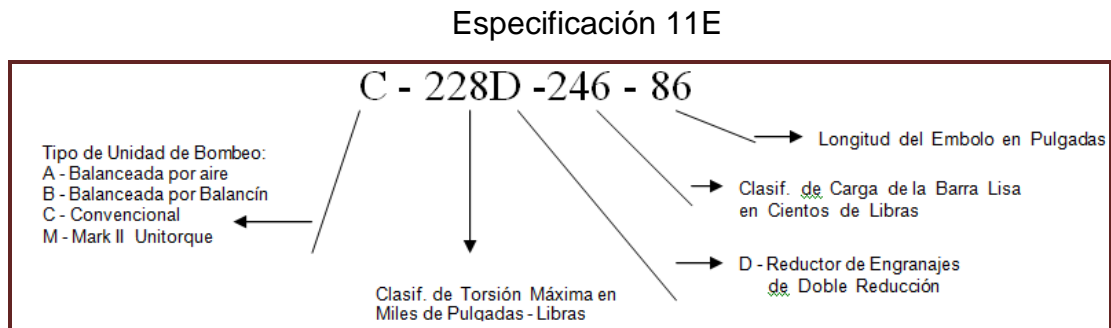 Especificación 11E
C - 228D -246 - 86
Tipo de Unidad de Bombeo:
A - Balanceada por aire
B - Balanceada por Balancín
C - Convencional
M - Mark II Unitorque
Clasif. de Torsión Máxima en
Miles de Pulgadas - Libras
Longitud del Embolo en Pulgadas
Clasif. de Carga de la Barra Lisa
en Cientos de Libras
D - Reductor de Engranajes
de Doble Reducción